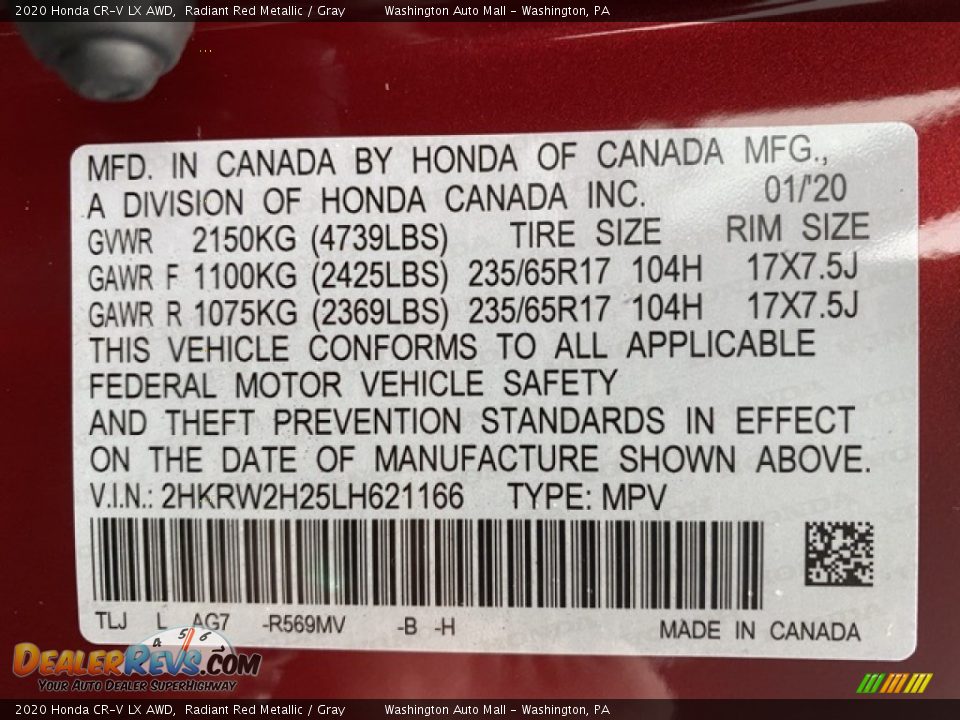 2020 Honda CR-V LX AWD,  Radiant Red Metallic / Gray  Washington Auto Mall - Washington, PA
MFD. IN CANADA BY HONDA OF CANADA MFG.,
A DIVISION OF HONDA CANADA INC. 01/'20
GVWR 2150KG (4739LBS) TIRE SIZE RIM SIZE
GAWR F 1100KG (2425LBS) 235/65R17 104H 17X7.5J
GAWR R 1075KG (2369LBS) 235/65R17 104H 17X7.5J
THIS VEHICLE CONFORMS TO ALL APPLICABLE
FEDERAL MOTOR VEHICLE SAFETY
AND THEFT PREVENTION STANDARDS IN EFFECT
ON THE DATE OF MANUFACTURE SHOWN ABOVE.
V.I.N.: 2HKRW2H25LH621166 TYPE: MPV
TLJ L AG7 -R569MV -B -H
MADE IN CANADA
4 5 6
DEALERREVS.COM
YOUR AUTO DEALER SUPERHIGHWAY
2020 Honda CR-V LX AWD,  Radiant Red Metallic / Gray  Washington Auto Mall - Washington, PA